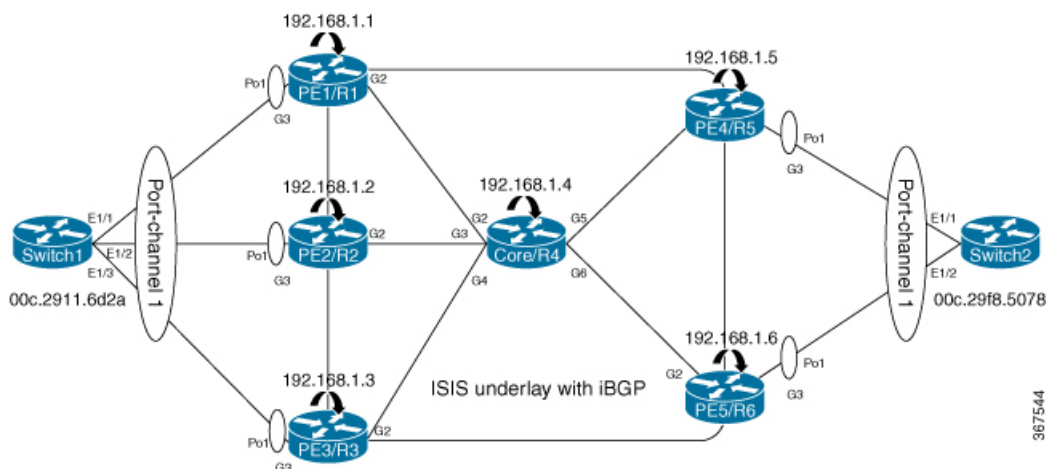 192.168.1.1
Po1
G3
G2
PE1/R1
192.168.1.5
PE4/R5
Po1
G3
Port-channel 1
E1/1
E1/2
E1/3
Switch1
00c.2911.6d2a
192.168.1.2
Po1
G3
G2
PE2/R2
192.168.1.4
G2
G3
G4
G5
G6
Core/R4
Port-channel 1
E1/1
E1/2
Switch2
00c.29f8.5078
192.168.1.3
Po1
G3
G2
PE3/R3
ISIS underlay with iBGP
192.168.1.6
G2
PE5/R6
Po1
G3
367544